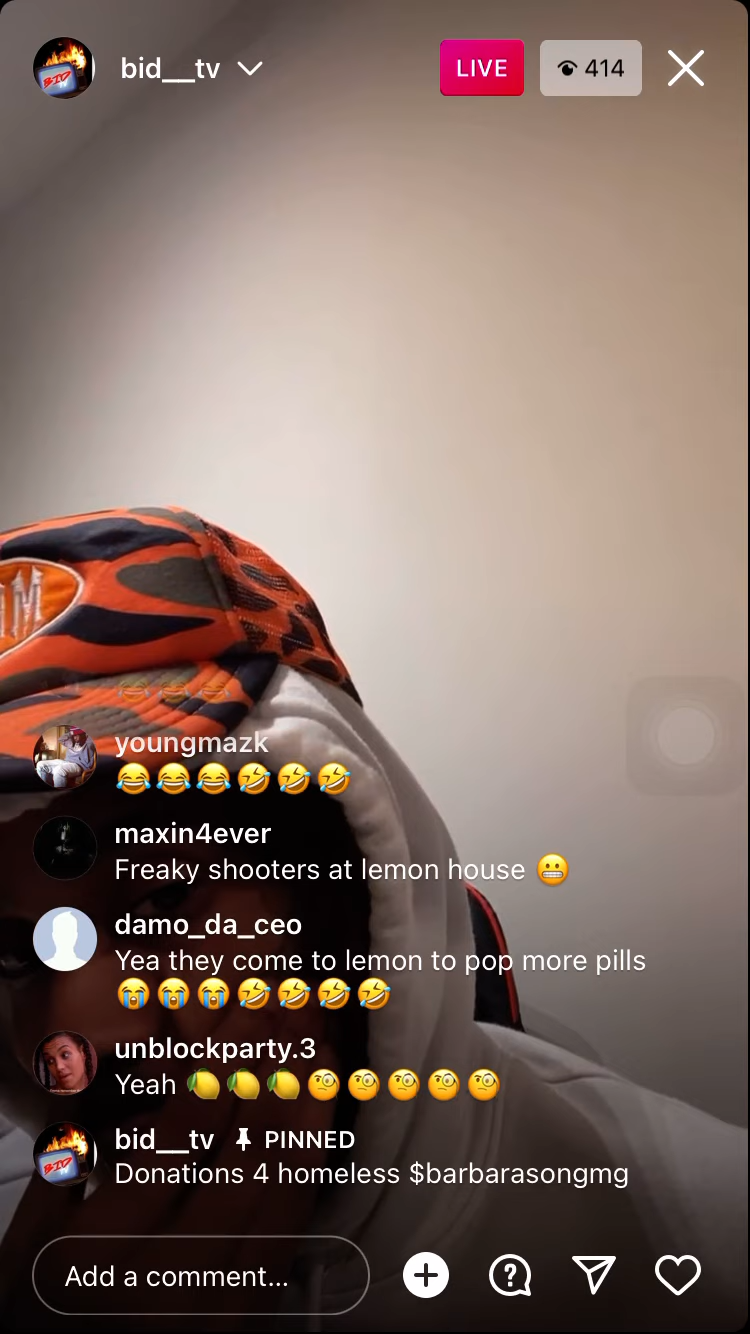 bid__tv
LIVE
414
youngmazk
😂😂😂🤣🤣🤣
maxin4ever
Freaky shooters at lemon house 😬
damo_da_ceo
Yea they come to lemon to pop more pills
😭😭😭🤣🤣🤣🤣
unblockparty.3
Yeah 🍋🍋🍋🧐🧐🧐🧐🧐
bid__tv PINNED
Donations 4 homeless $barbarasongmg
Add a comment...